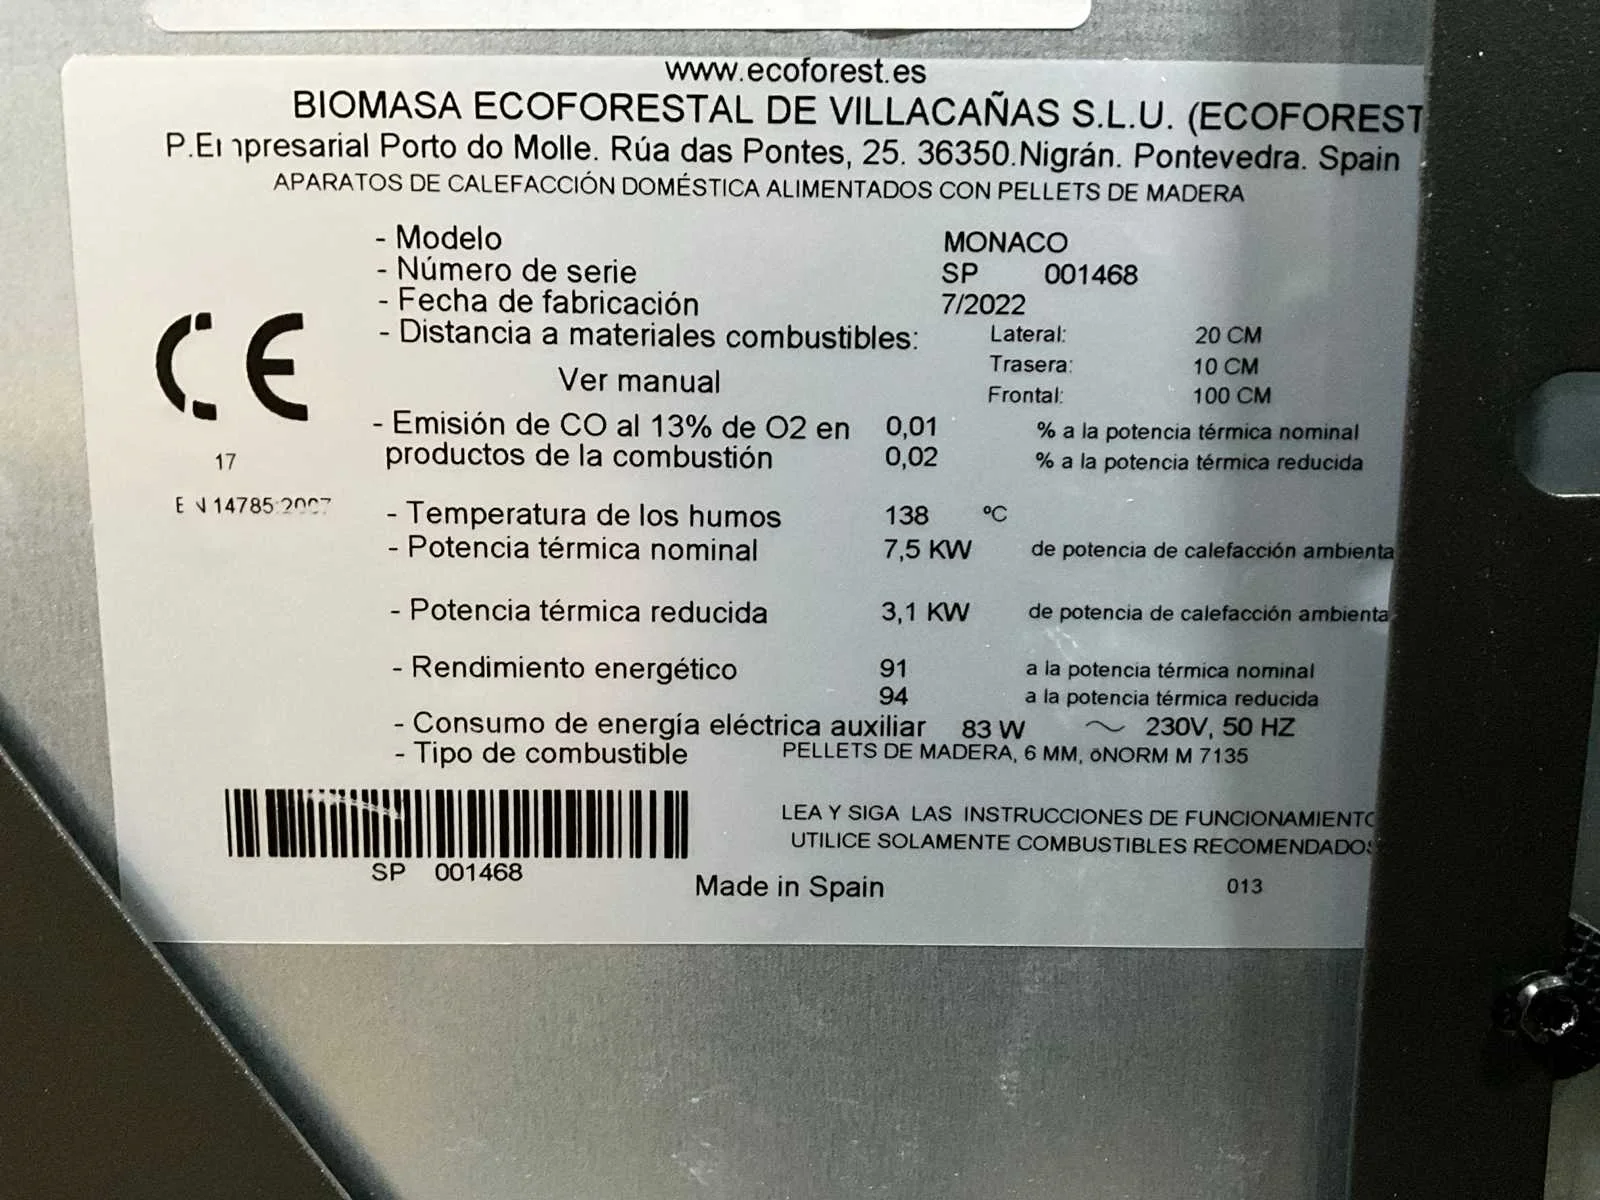 www.ecoforest.es
BIOMASA ECOFORESTAL DE VILLACAÑAS S.L.U. (ECOFOREST
P.Empresarial Porto do Molle. Rúa das Pontes, 25. 36350.Nigrán. Pontevedra. Spain
APARATOS DE CALEFACCIÓN DOMÉSTICA ALIMENTADOS CON PELLETS DE MADERA
- Modelo MONACO
- Número de serie SP 001468
- Fecha de fabricación 7/2022
- Distancia a materiales combustibles: Lateral: 20 CM
Trasera: 10 CM
Ver manual
Frontal: 100 CM
CE
17
EN 14785:2007
- Emisión de CO al 13% de O2 en 0,01 % a la potencia térmica nominal
productos de la combustión 0,02 % a la potencia térmica reducida
- Temperatura de los humos 138 ºC
- Potencia térmica nominal 7,5 KW de potencia de calefacción ambienta
- Potencia térmica reducida 3,1 KW de potencia de calefacción ambienta
- Rendimiento energético 91 a la potencia térmica nominal
94 a la potencia térmica reducida
- Consumo de energía eléctrica auxiliar 83 W ~ 230V, 50 HZ
- Tipo de combustible PELLETS DE MADERA, 6 MM, öNORM M 7135
LEA Y SIGA LAS INSTRUCCIONES DE FUNCIONAMIENTO
UTILICE SOLAMENTE COMBUSTIBLES RECOMENDADOS
SP 001468
Made in Spain
013